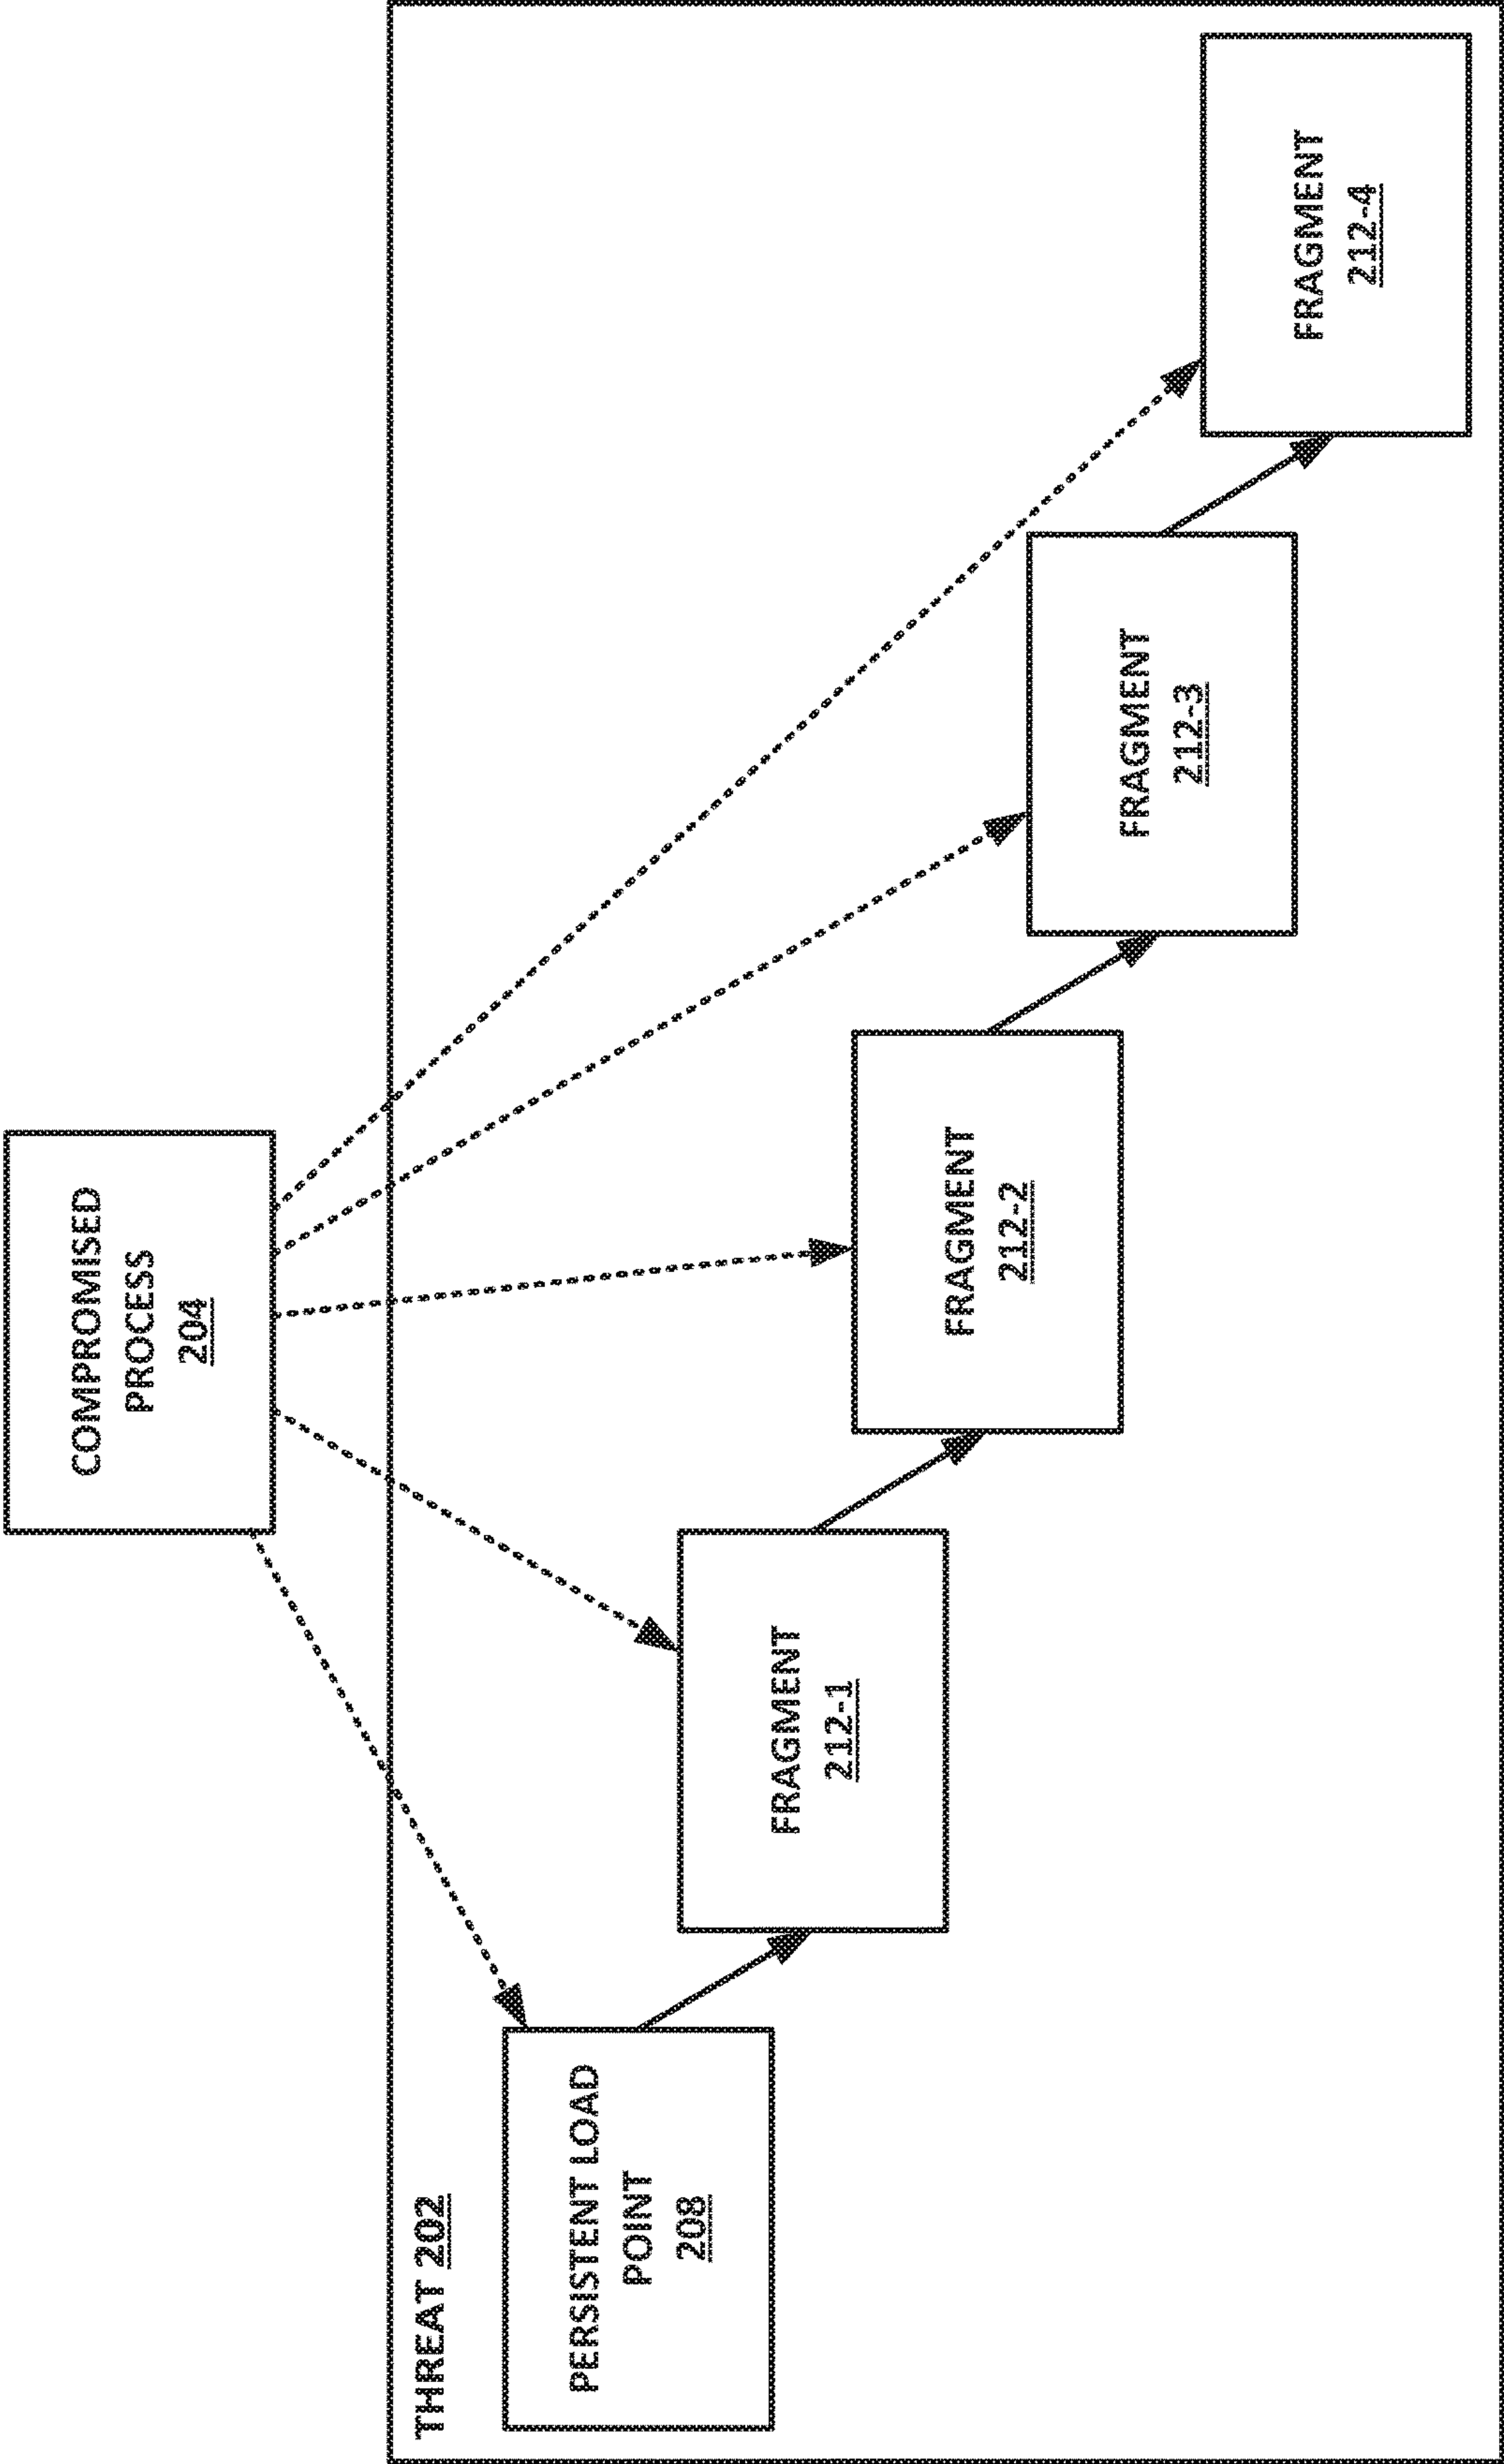 COMPROMISED
PROCESS
204
THREAT 202
PERSISTENT LOAD
POINT
208
FRAGMENT
212-1
FRAGMENT
212-2
FRAGMENT
212-3
FRAGMENT
212-4